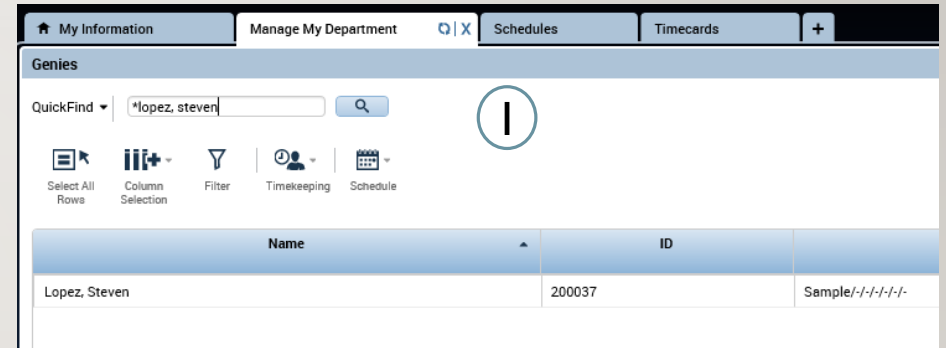 My Information Manage My Department X Schedules Timecards +
Genies
QuickFind *lopez, steven
1
Select All Rows Column Selection Filter Timekeeping Schedule
Name ID
Lopez, Steven 200037 Sample/-/-/-/-/-/-